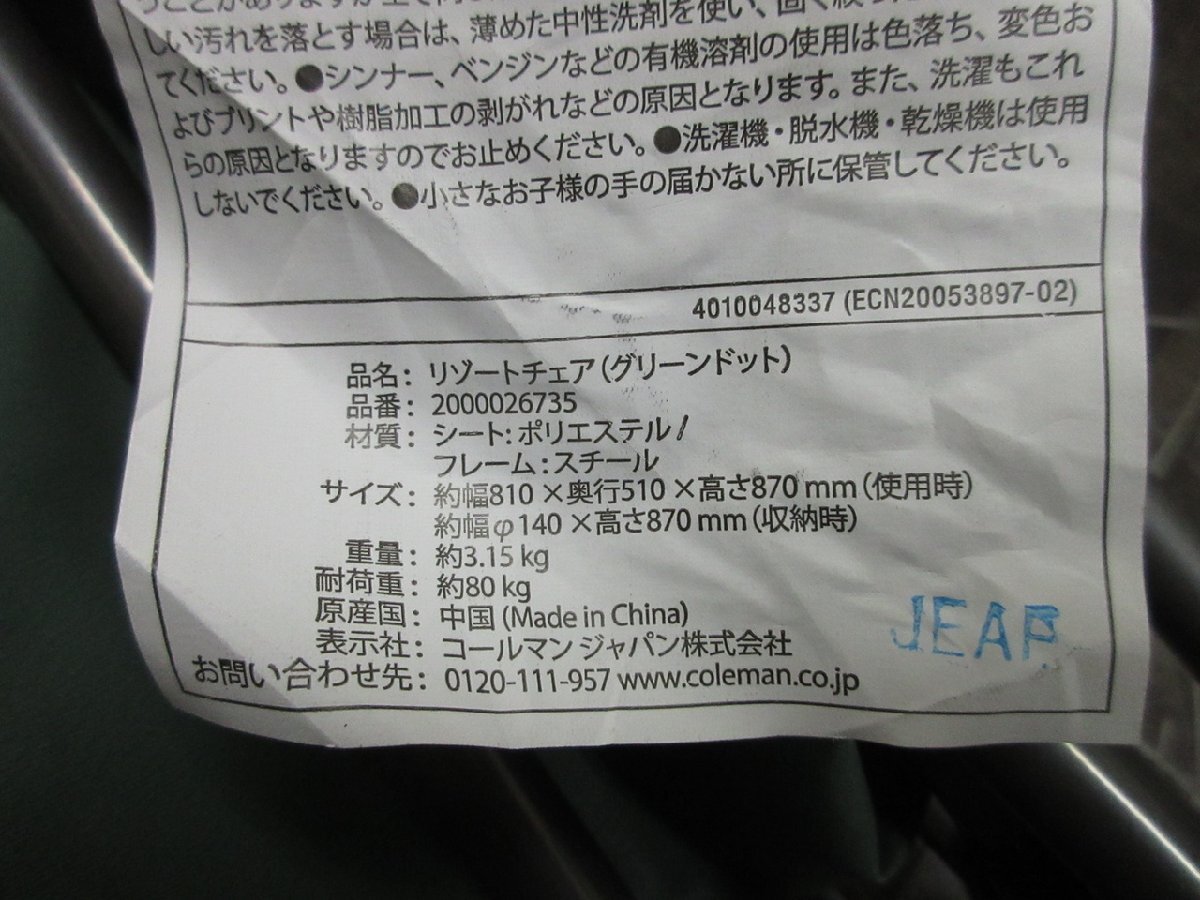 しい汚れを落とす場合は、薄めた中性洗剤を使い、固く絞
てください。●シンナー、ベンジンなどの有機溶剤の使用は色落ち、変色お
よびプリントや樹脂加工の剥がれなどの原因となります。また、洗濯もこれ
らの原因となりますのでお止めください。●洗濯機・脱水機・乾燥機は使用
しないでください。●小さなお子様の手の届かない所に保管してください。
4010048337 (ECN20053897-02)
品名: リゾートチェア(グリーンドット)
品番: 2000026735
材質: シート:ポリエステル/
フレーム:スチール
サイズ: 約幅810×奥行510×高さ870mm(使用時)
約幅φ140×高さ870mm(収納時)
重量: 約3.15kg
耐荷重: 約80kg
原産国: 中国(Made in China)
表示社: コールマンジャパン株式会社
お問い合わせ先: 0120-111-957 www.coleman.co.jp
JEAP